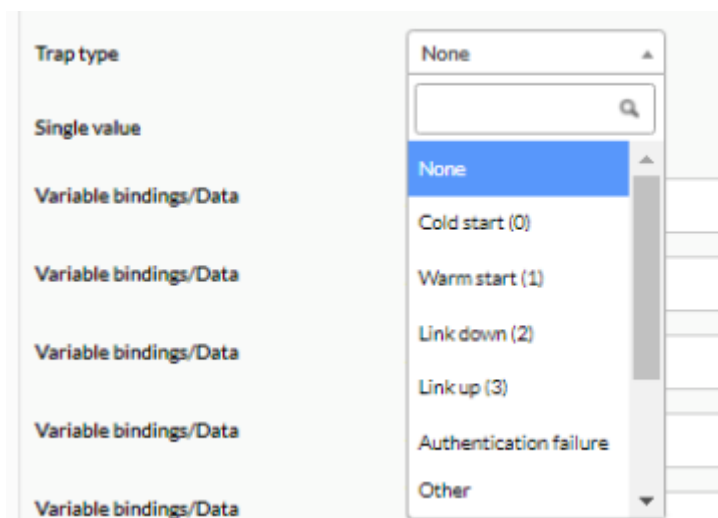 Trap type
None
Single value
None
Variable bindings/Data
Cold start (0)
Variable bindings/Data
Warm start (1)
Link down (2)
Variable bindings/Data
Link up (3)
Variable bindings/Data
Authentication failure
Other
Variable bindings/Data